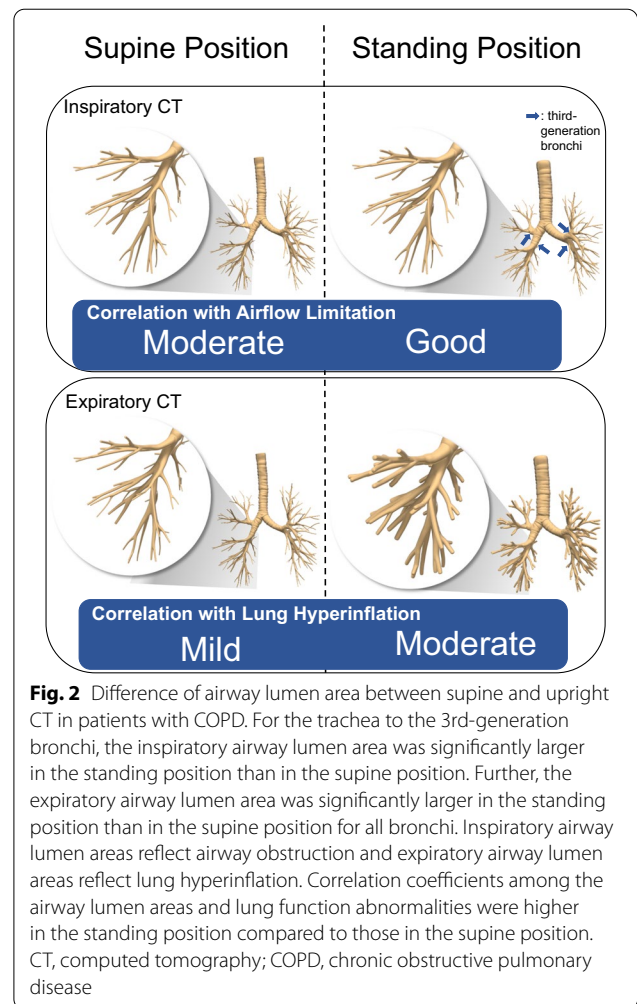 Supine Position
Standing Position
Inspiratory CT
: third-
generation
bronchi
Correlation with Airflow Limitation
Moderate
Good
Expiratory CT
Correlation with Lung Hyperinflation
Mild
Moderate
Fig. 2 Difference of airway lumen area between supine and upright
CT in patients with COPD. For the trachea to the 3rd-generation
bronchi, the inspiratory airway lumen area was significantly larger
in the standing position than in the supine position. Further, the
expiratory airway lumen area was significantly larger in the standing
position than in the supine position for all bronchi. Inspiratory airway
lumen areas reflect airway obstruction and expiratory airway lumen
areas reflect lung hyperinflation. Correlation coefficients among the
airway lumen areas and lung function abnormalities were higher
in the standing position compared to those in the supine position.
CT, computed tomography; COPD, chronic obstructive pulmonary
disease